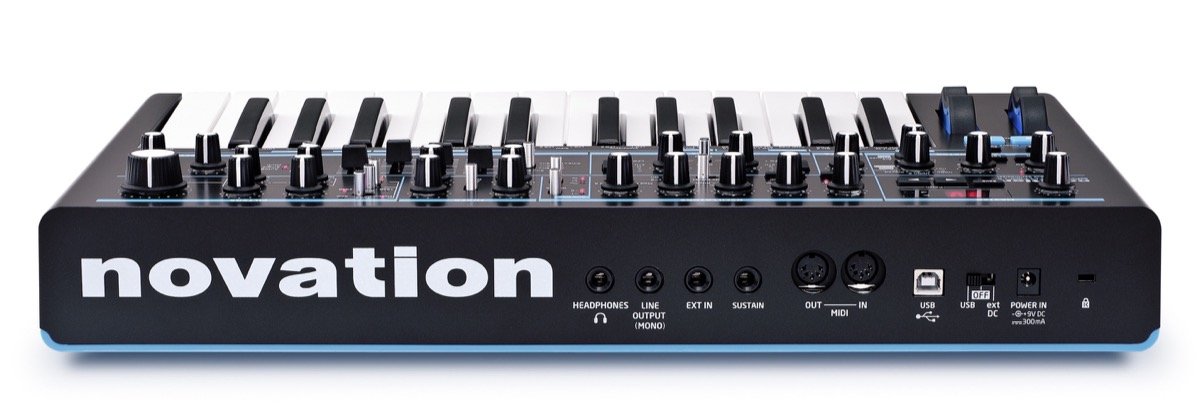 novation
HEADPHONES
LINE
OUTPUT
(MONO)
EXT IN
SUSTAIN
OUT
IN
MIDI
USB
USB
OFF
ext
DC
POWER IN
+9V DC
300mA